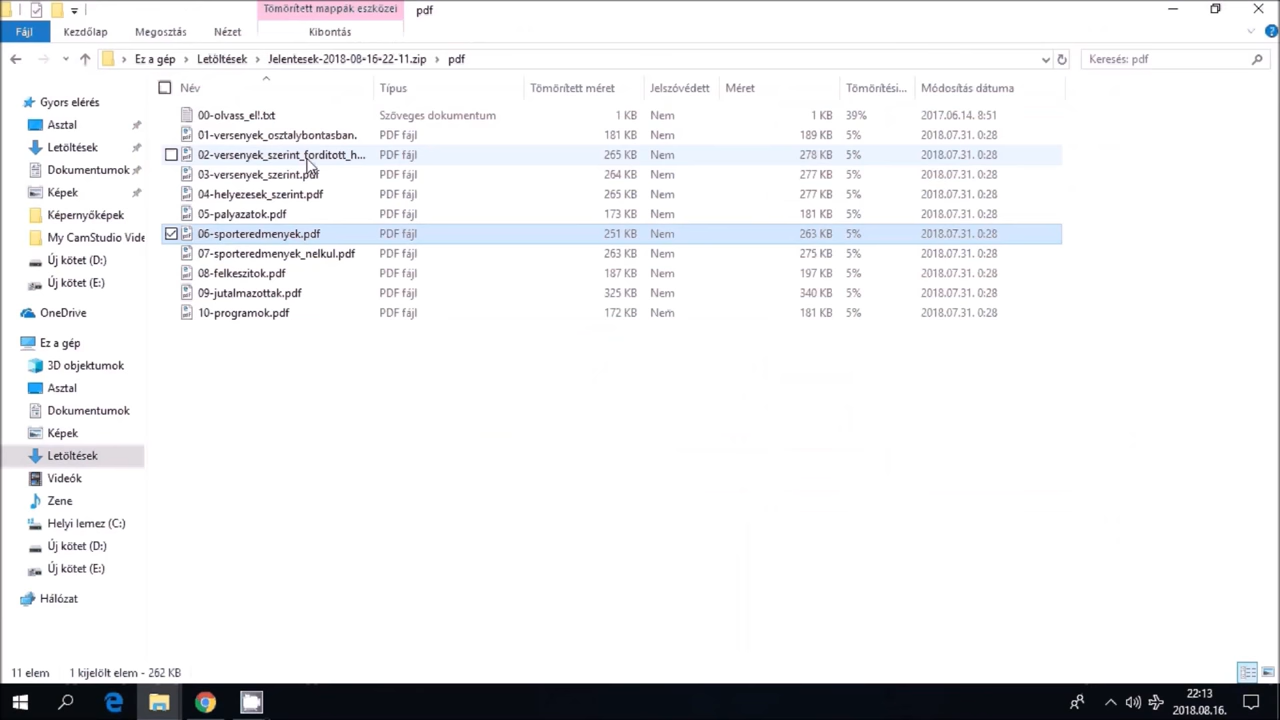 Tömörített mappák eszközei pdf
Fájl Kezdőlap Megosztás Nézet Kibontás
Ez a gép Letöltések Jelentesek-2018-08-16-22-11.zip pdf Keresés: pdf
Név Típus Tömörített méret Jelszóvédett Méret Tömörítési... Módosítás dátuma
00-olvass_el!.txt Szöveges dokumentum 1 KB Nem 1 KB 39% 2017.06.14. 8:51
01-versenyek_osztalybontasban. PDF fájl 181 KB Nem 189 KB 5% 2018.07.31. 0:28
02-versenyek_szerint_forditott_h... PDF fájl 265 KB Nem 278 KB 5% 2018.07.31. 0:28
03-versenyek_szerint.pdf PDF fájl 264 KB Nem 277 KB 5% 2018.07.31. 0:28
04-helyezesek_szerint.pdf PDF fájl 265 KB Nem 277 KB 5% 2018.07.31. 0:28
05-palyazatok.pdf PDF fájl 173 KB Nem 181 KB 5% 2018.07.31. 0:28
06-sporteredmenyek.pdf PDF fájl 251 KB Nem 263 KB 5% 2018.07.31. 0:28
07-sporteredmenyek_nelkul.pdf PDF fájl 263 KB Nem 275 KB 5% 2018.07.31. 0:28
08-felkeszitok.pdf PDF fájl 187 KB Nem 197 KB 5% 2018.07.31. 0:28
09-jutalmazottak.pdf PDF fájl 325 KB Nem 340 KB 5% 2018.07.31. 0:28
10-programok.pdf PDF fájl 172 KB Nem 181 KB 5% 2018.07.31. 0:28
Gyors elérés
Asztal
Letöltések
Dokumentumok
Képek
Képernyőképek
My CamStudio Vide
Új kötet (D:)
Új kötet (E:)
OneDrive
Ez a gép
3D objektumok
Asztal
Dokumentumok
Képek
Letöltések
Videók
Zene
Helyi lemez (C:)
Új kötet (D:)
Új kötet (E:)
Hálózat
11 elem 1 kijelölt elem - 262 KB
22:13
2018.08.16.